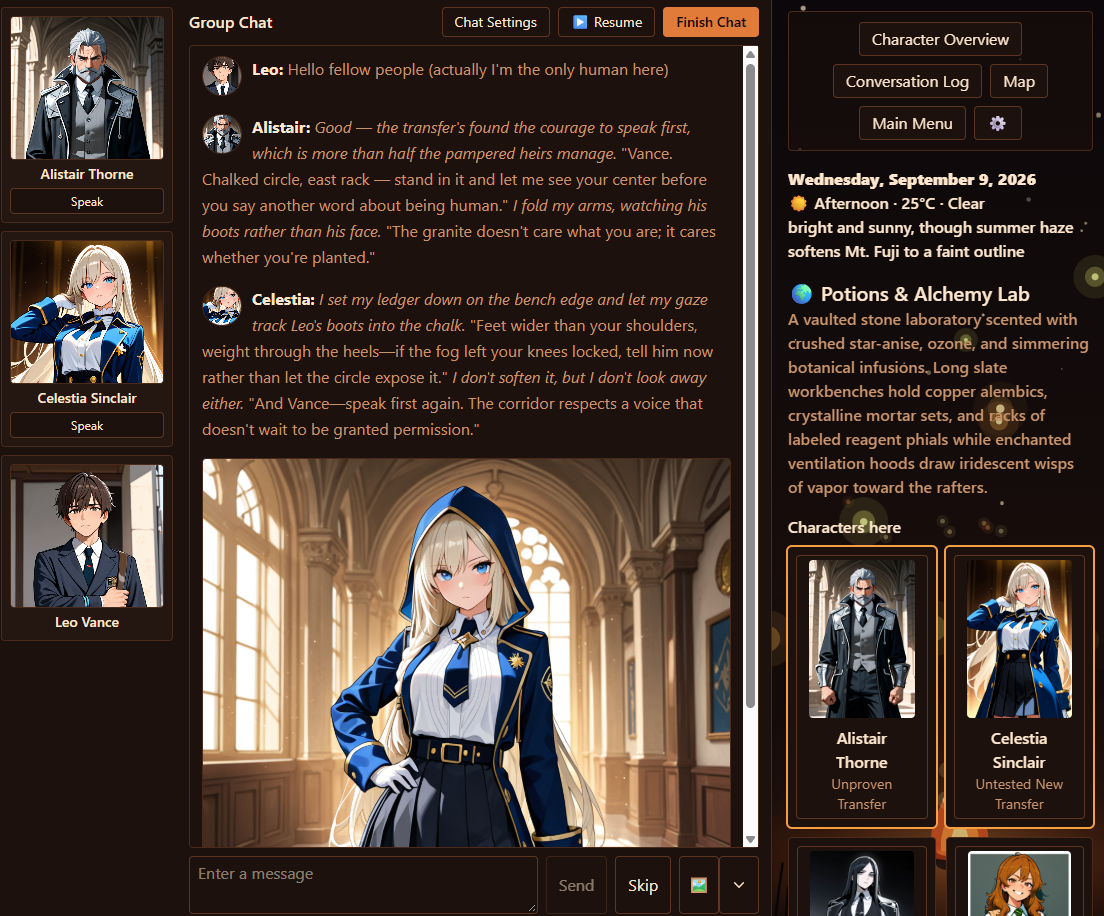 Alistair Thorne
Speak
Celestia Sinclair
Speak
Leo Vance
Group Chat
Chat Settings
Resume
Finish Chat
Leo: Hello fellow people (actually I'm the only human here)
Alistair: Good — the transfer's found the courage to speak first,
which is more than half the pampered heirs manage. "Vance.
Chalked circle, east rack — stand in it and let me see your center before
you say another word about being human." I fold my arms, watching his
boots rather than his face. "The granite doesn't care what you are; it cares
whether you're planted."
Celestia: I set my ledger down on the bench edge and let my gaze
track Leo's boots into the chalk. "Feet wider than your shoulders,
weight through the heels—if the fog left your knees locked, tell him now
rather than let the circle expose it." I don't soften it, but I don't look away
either. "And Vance—speak first again. The corridor respects a voice that
doesn't wait to be granted permission."
Enter a message
Send
Skip
Character Overview
Conversation Log
Map
Main Menu
Wednesday, September 9, 2026
Afternoon · 25°C · Clear
bright and sunny, though summer haze
softens Mt. Fuji to a faint outline
Potions & Alchemy Lab
A vaulted stone laboratory scented with
crushed star-anise, ozone, and simmering
botanical infusions. Long slate
workbenches hold copper alembics,
crystalline mortar sets, and racks of
labeled reagent phials while enchanted
ventilation hoods draw iridescent wisps
of vapor toward the rafters.
Characters here
Alistair
Thorne
Unproven
Transfer
Celestia
Sinclair
Untested New
Transfer